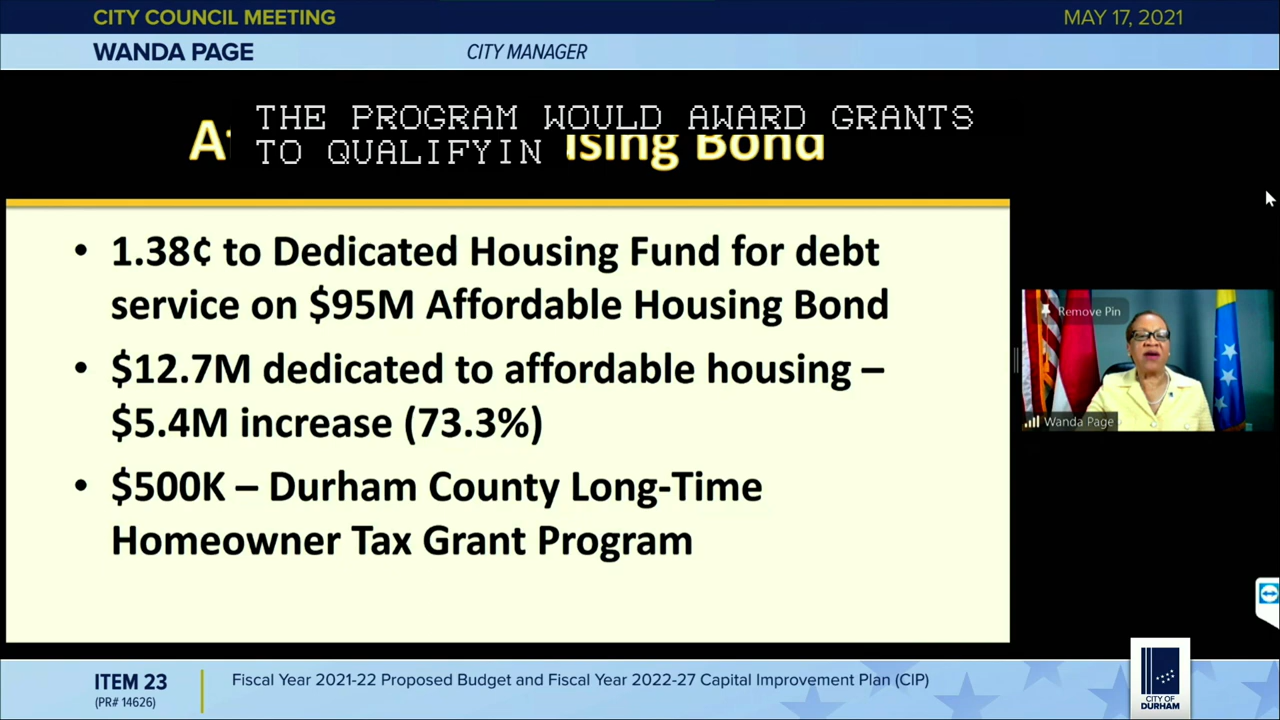 CITY COUNCIL MEETING
MAY 17, 2021
WANDA PAGE
CITY MANAGER
THE PROGRAM WOULD AWARD GRANTS
TO QUALIFYIN
Bond
• 1.38¢ to Dedicated Housing Fund for debt
service on $95M Affordable Housing Bond
• $12.7M dedicated to affordable housing –
$5.4M increase (73.3%)
• $500K – Durham County Long-Time
Homeowner Tax Grant Program
Remove Pin
Wanda Page
ITEM 23
(PR# 14626)
Fiscal Year 2021-22 Proposed Budget and Fiscal Year 2022-27 Capital Improvement Plan (CIP)
CITY OF
DURHAM